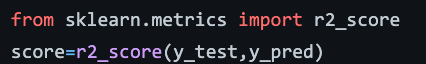 from sklearn.metrics import r2_score
score=r2_score(y_test,y_pred)